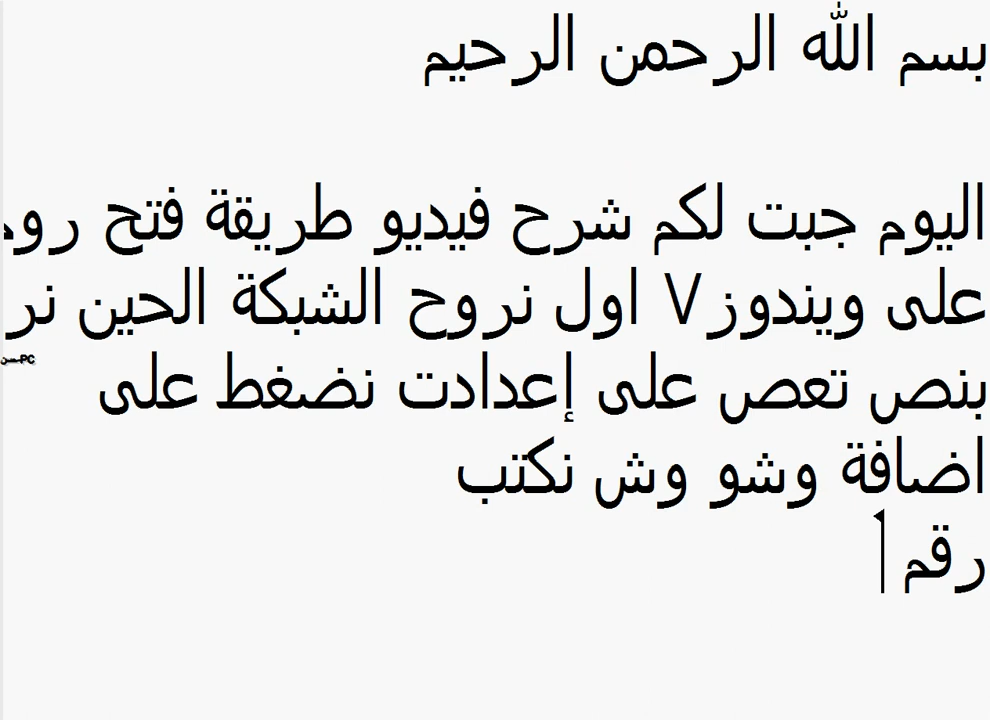 بسم الله الرحمن الرحيم
اليوم جبت لكم شرح فيديو طريقة فتح
على ويندوز7 اول نروح الشبكة الحين
بنص تعص على إعدادت نضغط على
اضافة وشو وش نكتب
رقم